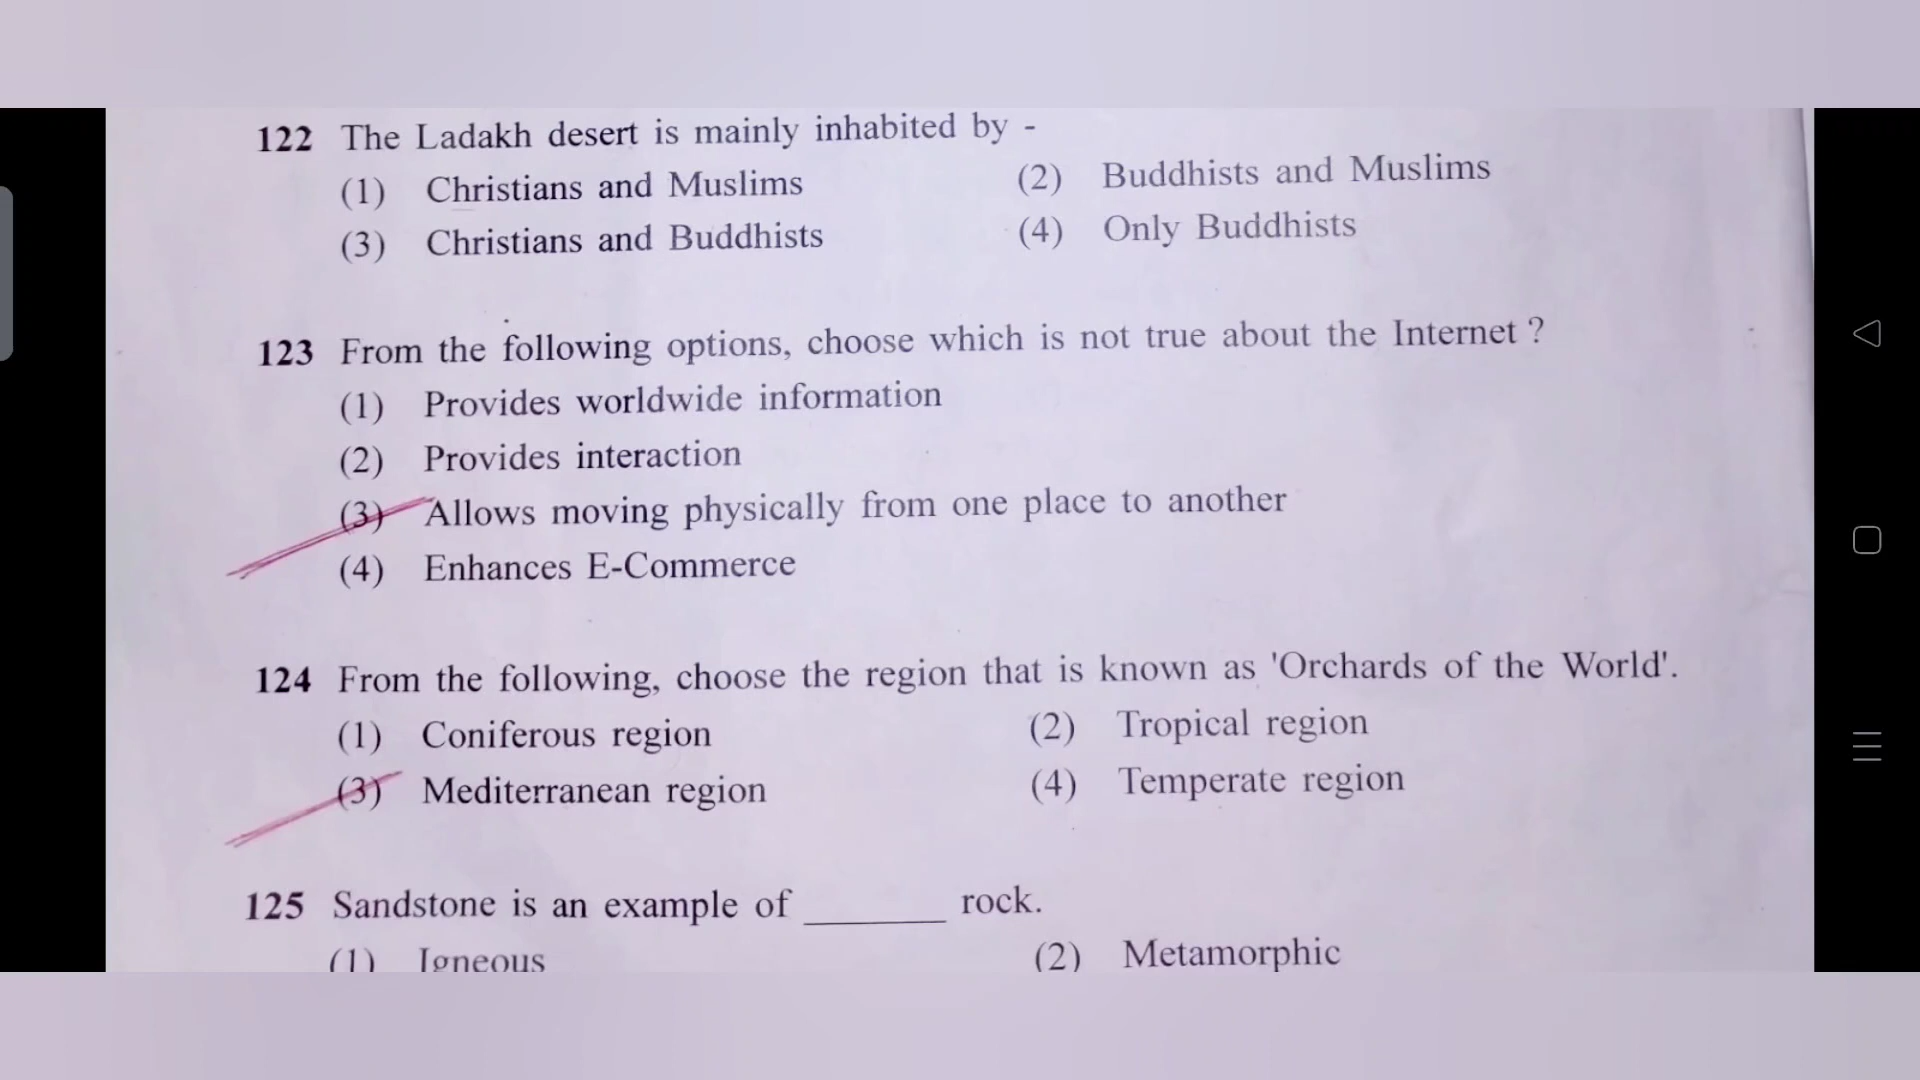 122 The Ladakh desert is mainly inhabited by -
(1) Christians and Muslims (2) Buddhists and Muslims
(3) Christians and Buddhists (4) Only Buddhists
123 From the following options, choose which is not true about the Internet ?
(1) Provides worldwide information
(2) Provides interaction
(3) Allows moving physically from one place to another
(4) Enhances E-Commerce
124 From the following, choose the region that is known as 'Orchards of the World'.
(1) Coniferous region (2) Tropical region
(3) Mediterranean region (4) Temperate region
125 Sandstone is an example of _______ rock.
(1) Igneous (2) Metamorphic